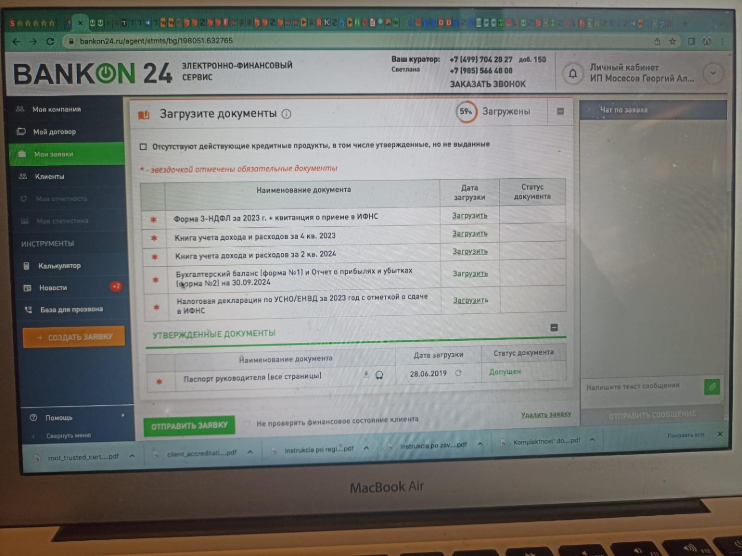 bankon24.ru/agent/stmts/bg/198051.632765
BANKON 24
ЭЛЕКТРОННО-ФИНАНСОВЫЙ
СЕРВИС
Ваш куратор: +7 (499) 704 28 27 доб. 150
Светлана +7 (985) 566 48 00
ЗАКАЗАТЬ ЗВОНОК
Личный кабинет
ИП Мосесов Георгий Ал...
Моя компания
Мой договор
Мои заявки
Клиенты
Моя отчетность
Моя статистика
ИНСТРУМЕНТЫ
Калькулятор
Новости +2
База для прозвона
+ СОЗДАТЬ ЗАЯВКУ
Помощь
Свернуть меню
Загрузите документы
59% Загружены
Отсутствуют действующие кредитные продукты, в том числе утвержденные, но не выданные
* - звездочкой отмечены обязательные документы
Наименование документа Дата загрузки Статус документа
* Форма 3-НДФЛ за 2023 г. + квитанция о приеме в ИФНС Загрузить
* Книга учета дохода и расходов за 4 кв. 2023 Загрузить
* Книга учета дохода и расходов за 2 кв. 2024 Загрузить
* Бухгалтерский баланс (форма №1) и Отчет о прибылях и убытках
(форма №2) на 30.09.2024 Загрузить
* Налоговая декларация по УСНО/ЕНВД за 2023 год с отметкой о сдаче
в ИФНС Загрузить
УТВЕРЖДЕННЫЕ ДОКУМЕНТЫ
Наименование документа Дата загрузки Статус документа
* Паспорт руководителя (все страницы) 28.06.2019 Допущен
ОТПРАВИТЬ ЗАЯВКУ
Не проверять финансовое состояние клиента
Удалить заявку
Чат по заявке
Напишите текст сообщения
ОТПРАВИТЬ СООБЩЕНИЕ
root_trusted_cert....pdf
client_accreditati....pdf
Instrukcia po regi....pdf
Instrukcia po zav....pdf
Показать все
MacBook Air